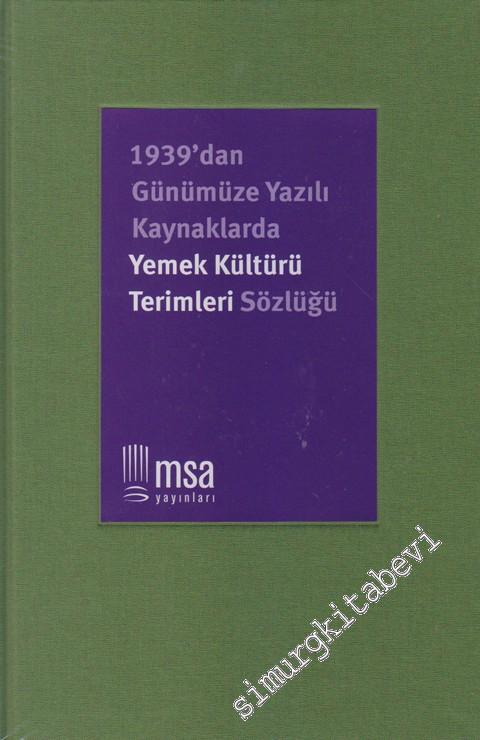 1939’dan
Günümüze Yazılı
Kaynaklarda
Yemek Kültürü
Terimleri Sözlüğü
msa
yayınları
simurgkitabevi